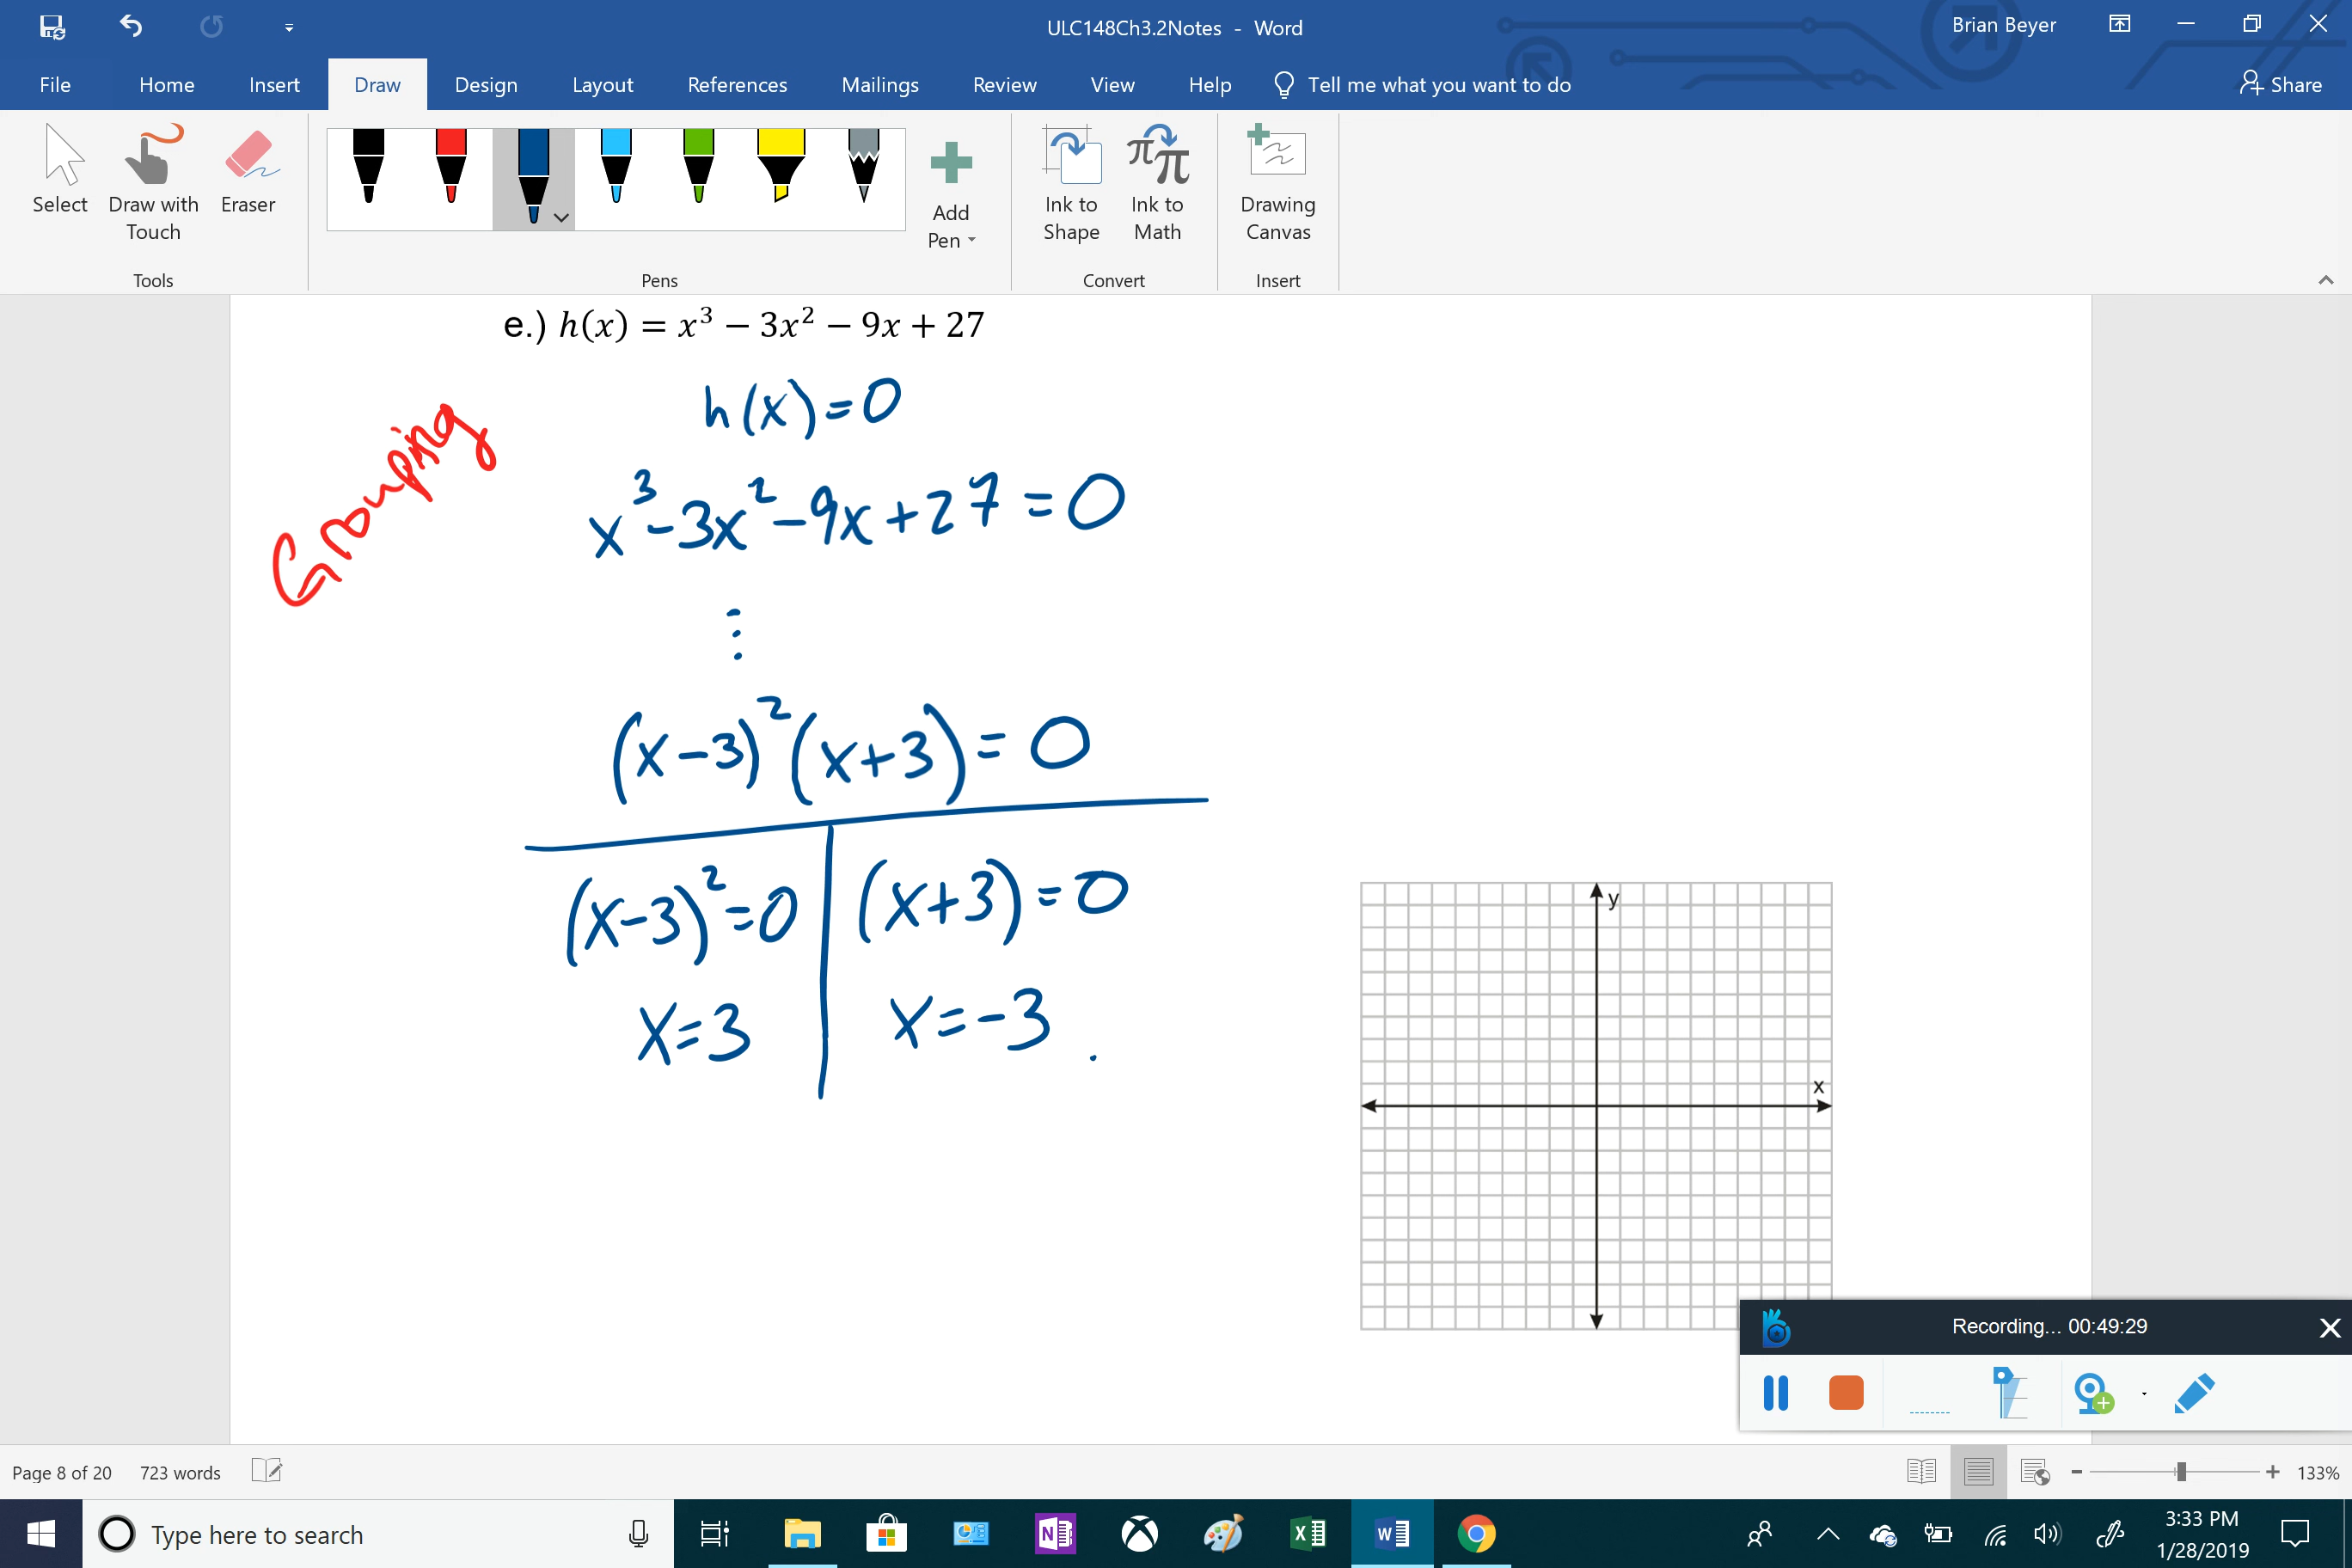 ULC148Ch3.2Notes - Word
Brian Beyer
File Home Insert Draw Design Layout References Mailings Review View Help Tell me what you want to do Share
Select Draw with Touch Eraser Add Pen Ink to Shape Ink to Math Drawing Canvas
Tools Pens Convert Insert
e.) h(x) = x³ − 3x² − 9x + 27
h(x)=0
Grouping
x³-3x²-9x+27=0
⋮
(x-3)²(x+3)=0
(x-3)²=0 (x+3)=0
x=3 x=-3
y
x
Recording... 00:49:29
Page 8 of 20 723 words 133%
Type here to search
3:33 PM
1/28/2019